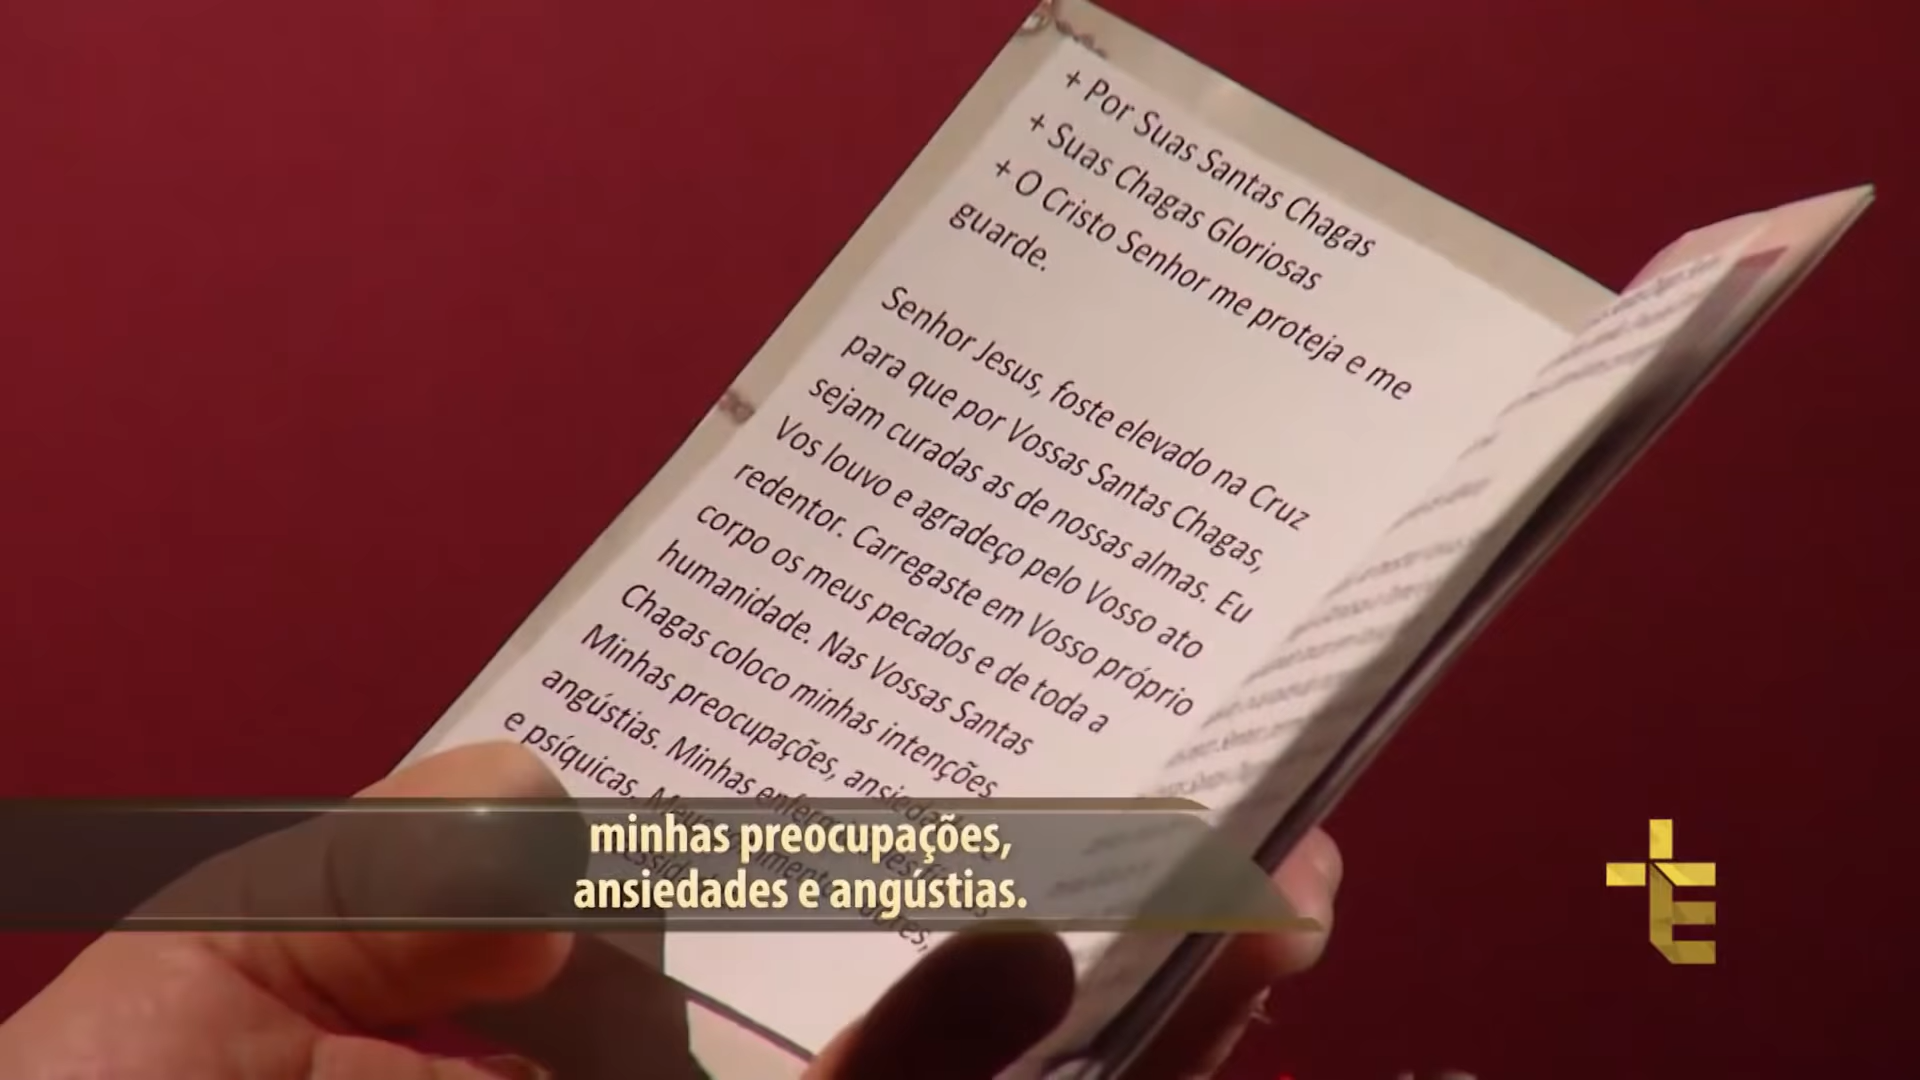 + Por Suas Santas Chagas
+ Suas Chagas Gloriosas
+ O Cristo Senhor me proteja e me
guarde.
Senhor Jesus, foste elevado na Cruz
para que por Vossas Santas Chagas,
sejam curadas as de nossas almas. Eu
Vos louvo e agradeço pelo Vosso ato
redentor. Carregaste em Vosso próprio
corpo os meus pecados e de toda a
humanidade. Nas Vossas Santas
Chagas coloco minhas intenções
Minhas preocupações, ansiedades e
angústias. Minhas
e psíquicas.
minhas preocupações,
ansiedades e angústias.